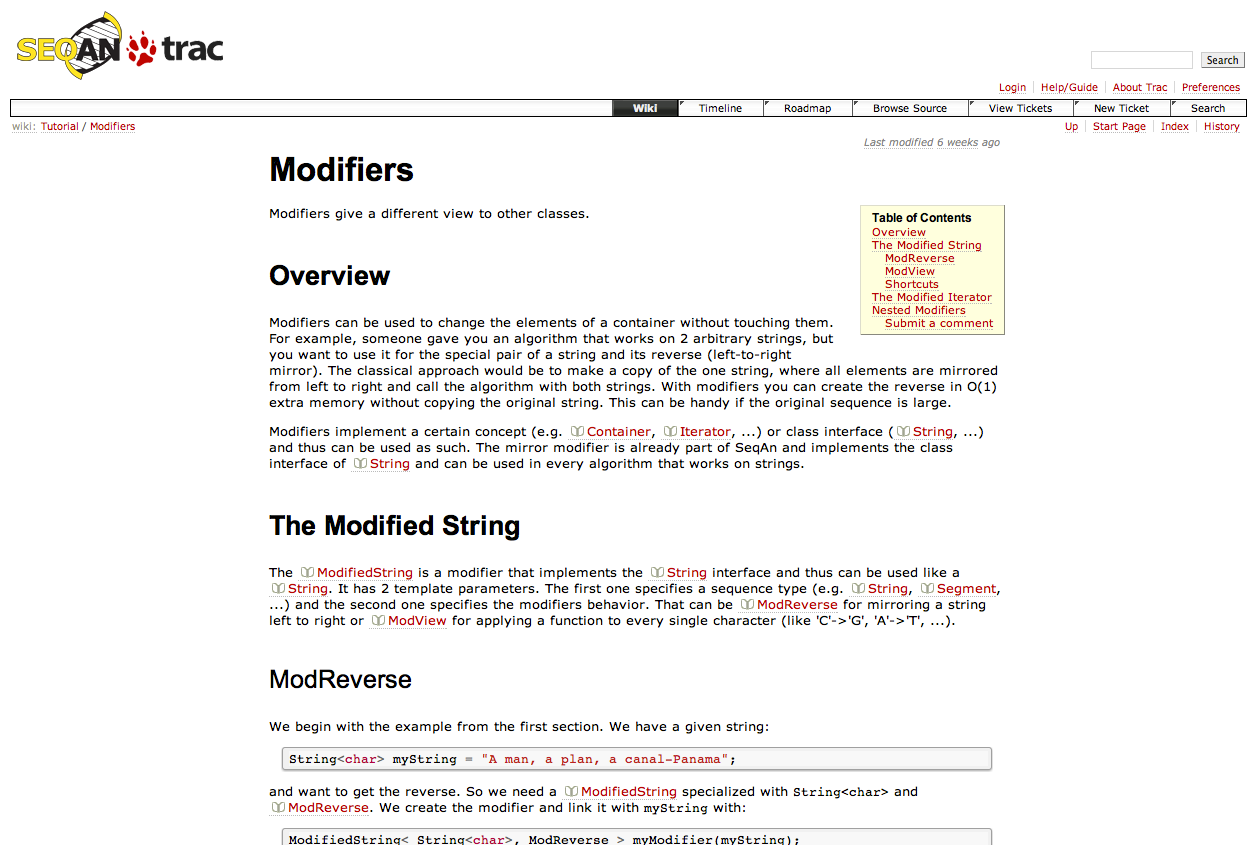 SEQAN trac
Search
Login Help/Guide About Trac Preferences
Wiki Timeline Roadmap Browse Source View Tickets New Ticket Search
wiki: Tutorial / Modifiers
Up Start Page Index History
Last modified 6 weeks ago
Modifiers
Modifiers give a different view to other classes.
Table of Contents
Overview
The Modified String
ModReverse
ModView
Shortcuts
The Modified Iterator
Nested Modifiers
Submit a comment
Overview
Modifiers can be used to change the elements of a container without touching them.
For example, someone gave you an algorithm that works on 2 arbitrary strings, but
you want to use it for the special pair of a string and its reverse (left-to-right
mirror). The classical approach would be to make a copy of the one string, where all elements are mirrored
from left to right and call the algorithm with both strings. With modifiers you can create the reverse in O(1)
extra memory without copying the original string. This can be handy if the original sequence is large.
Modifiers implement a certain concept (e.g. Container, Iterator, ...) or class interface (String, ...)
and thus can be used as such. The mirror modifier is already part of SeqAn and implements the class
interface of String and can be used in every algorithm that works on strings.
The Modified String
The ModifiedString is a modifier that implements the String interface and thus can be used like a
String. It has 2 template parameters. The first one specifies a sequence type (e.g. String, Segment,
...) and the second one specifies the modifiers behavior. That can be ModReverse for mirroring a string
left to right or ModView for applying a function to every single character (like 'C'->'G', 'A'->'T', ...).
ModReverse
We begin with the example from the first section. We have a given string:
String<char> myString = "A man, a plan, a canal-Panama";
and want to get the reverse. So we need a ModifiedString specialized with String<char> and
ModReverse. We create the modifier and link it with myString with:
ModifiedString< String<char>, ModReverse > myModifier(myString);